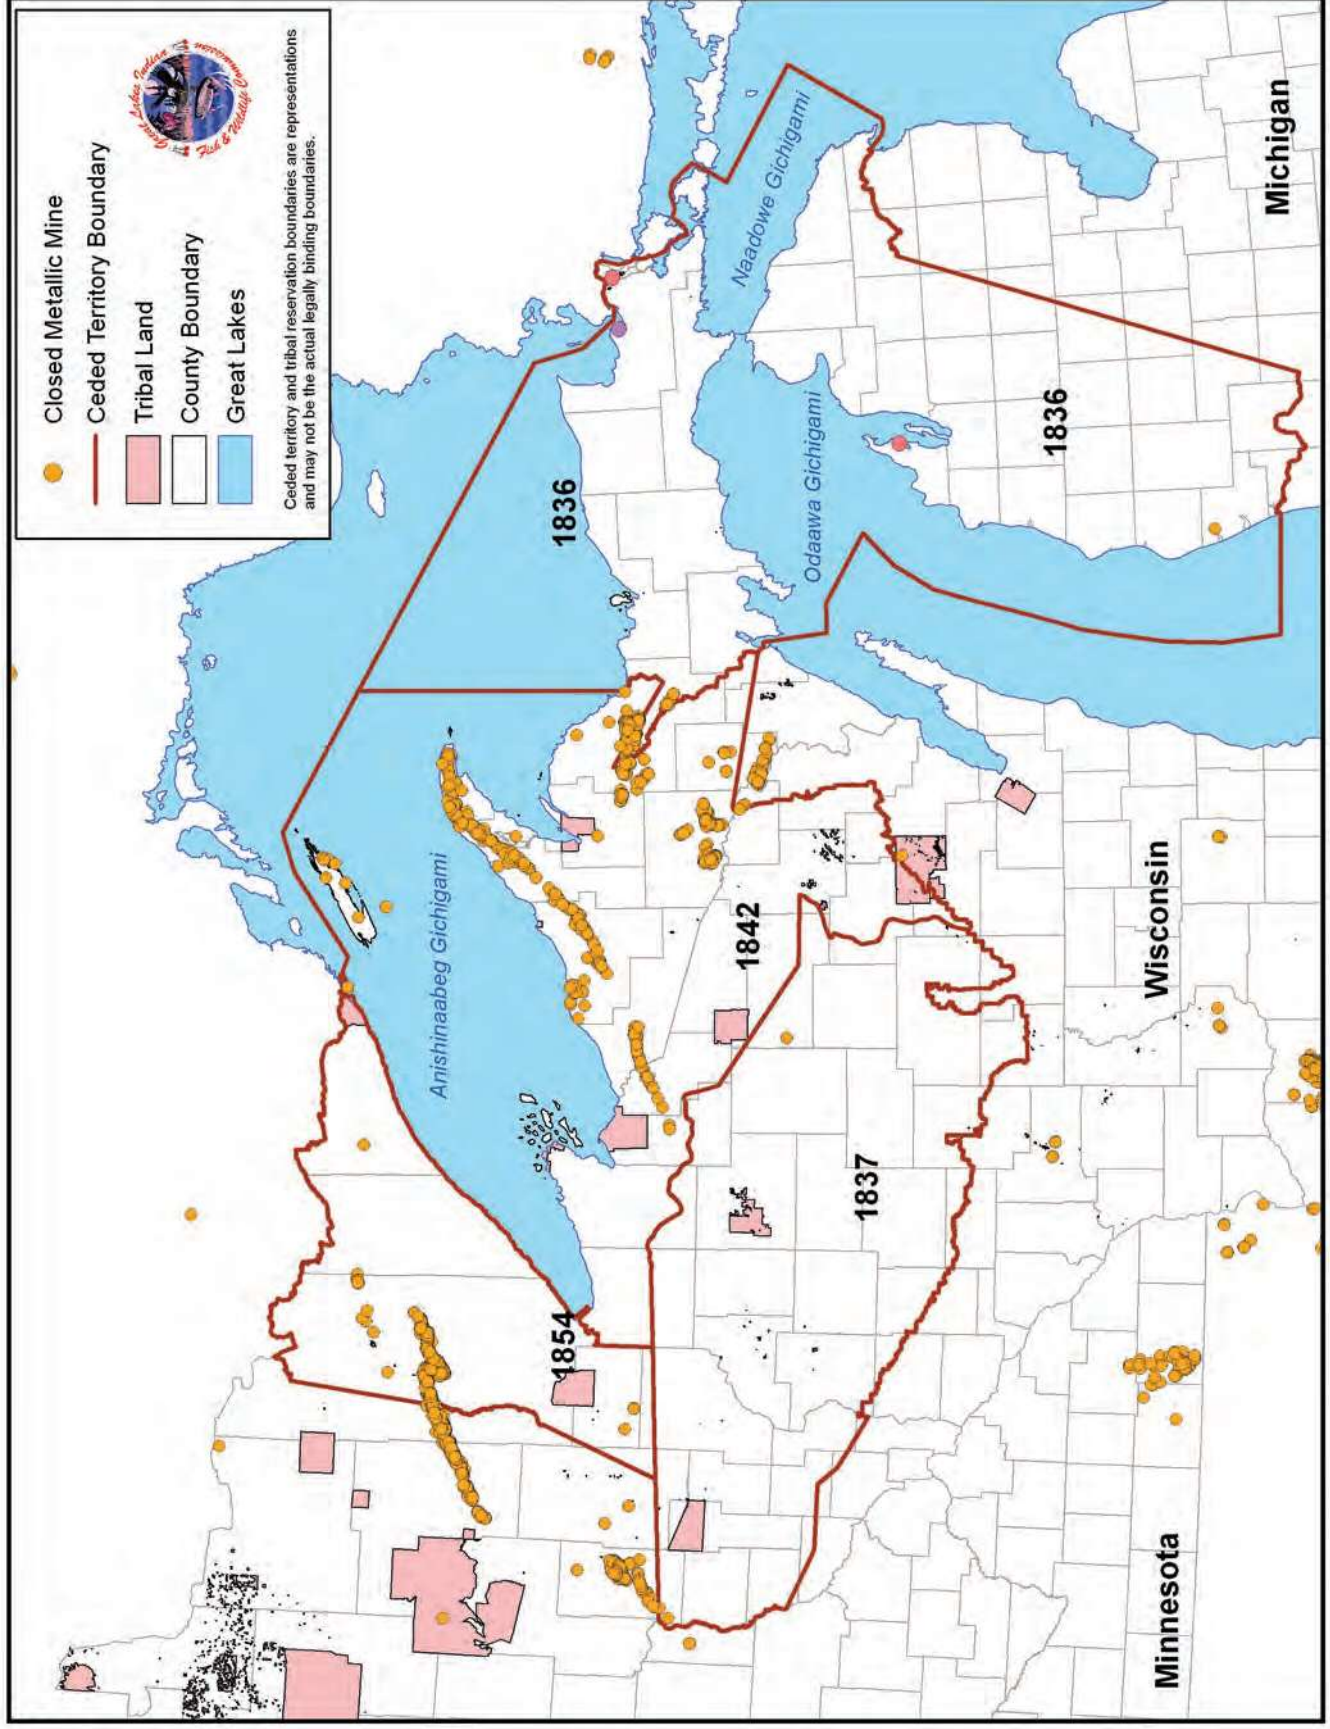 Closed Metallic Mine
Ceded Territory Boundary
Tribal Land
County Boundary
Great Lakes
Great Lakes Indian
Fish & Wildlife Commission
Ceded territory and tribal reservation boundaries are representations
and may not be the actual legally binding boundaries.
Anishinaabeg Gichigami
1836
Naadowe Gichigami
1854
1842
Odaawa Gichigami
1837
1836
Minnesota
Wisconsin
Michigan